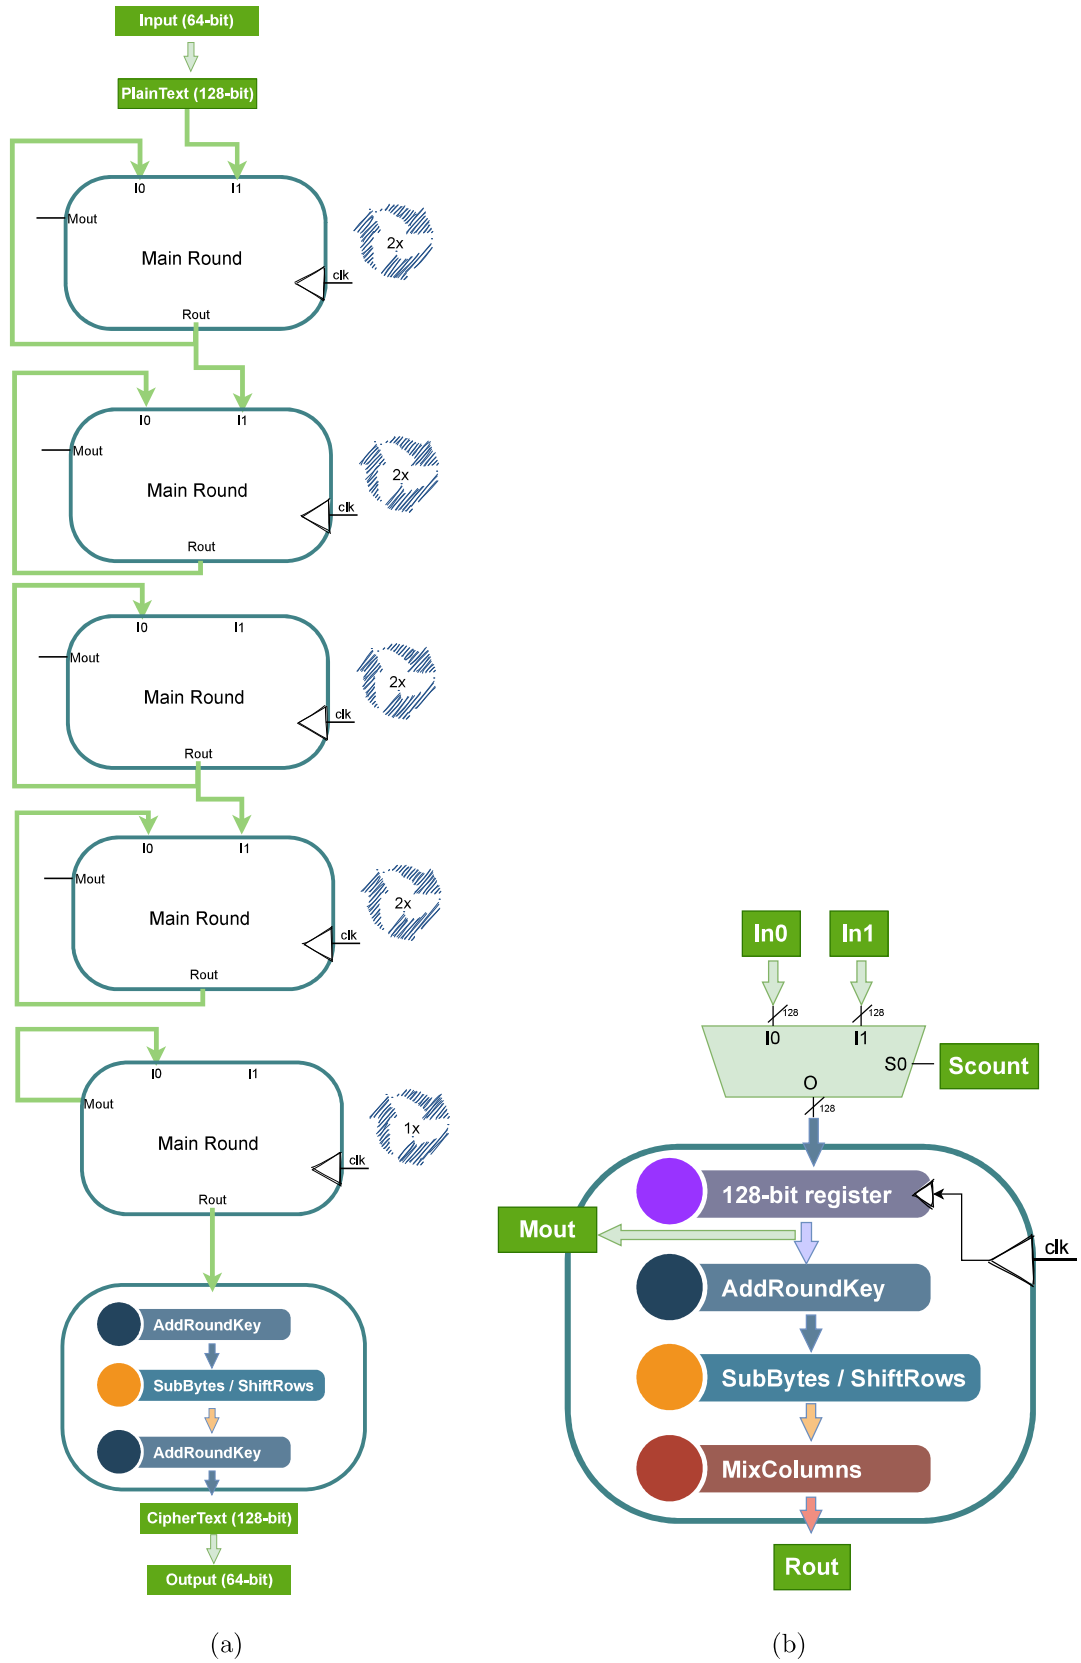 Input (64-bit)
PlainText (128-bit)
I0 I1
Mout
2x
Main Round
clk
Rout
I0 I1
Mout
2x
Main Round
clk
Rout
I0 I1
Mout
2x
Main Round
clk
Rout
I0 I1
Mout
2x
Main Round
clk
Rout
I0 I1
Mout
1x
Main Round
clk
Rout
AddRoundKey
SubBytes / ShiftRows
AddRoundKey
CipherText (128-bit)
Output (64-bit)
(a)
In0 In1
128 128
I0 I1
S0 Scount
O
128
128-bit register
Mout
clk
AddRoundKey
SubBytes / ShiftRows
MixColumns
Rout
(b)